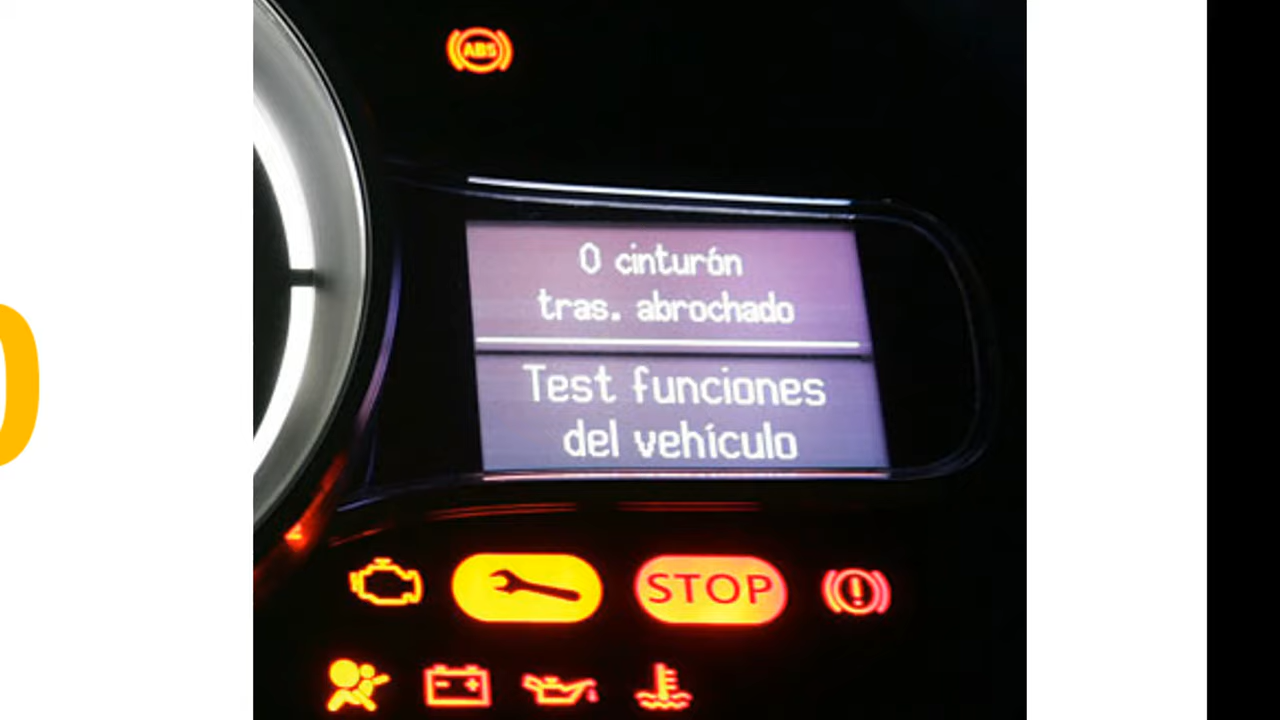 ABS
0 cinturón
tras. abrochado
Test funciones
del vehículo
STOP